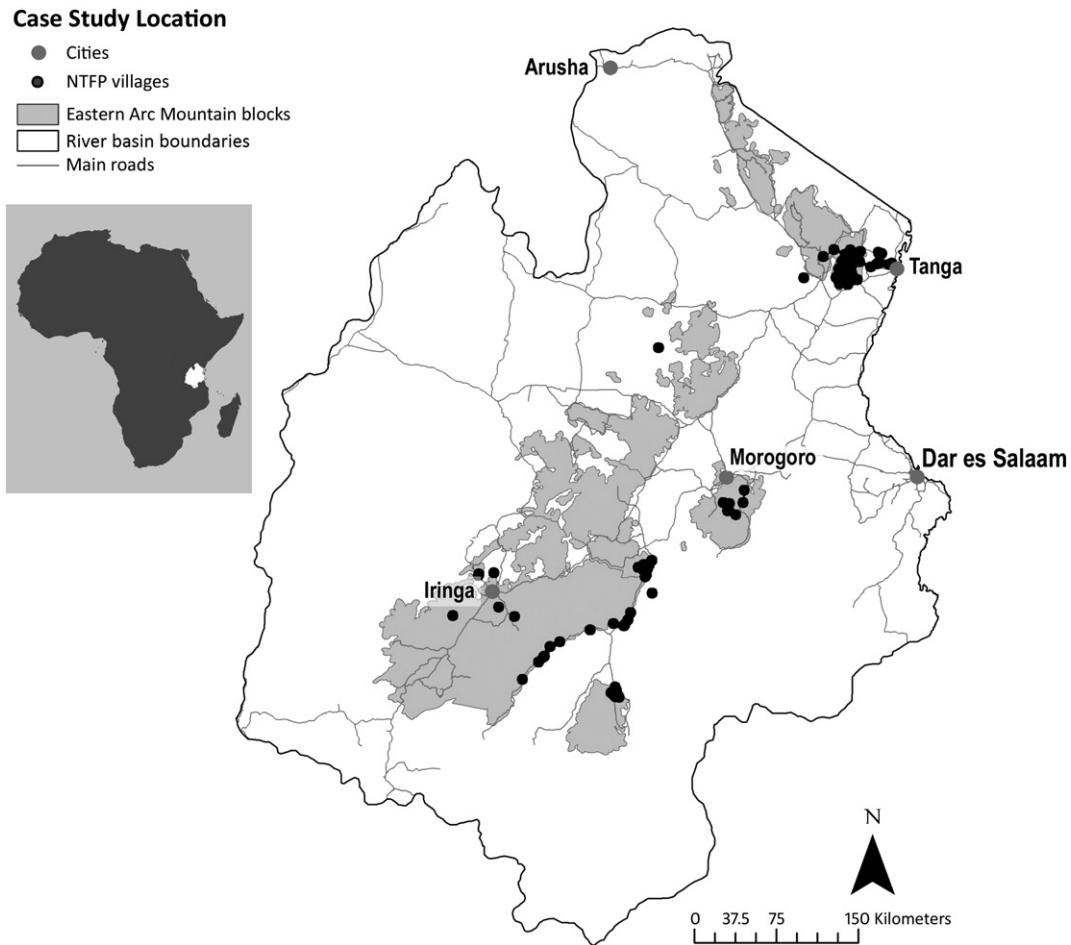 Case Study Location
Cities
NTFP villages
Eastern Arc Mountain blocks
River basin boundaries
Main roads
Arusha
Tanga
Morogoro
Dar es Salaam
Iringa
N
0 37.5 75 150 Kilometers